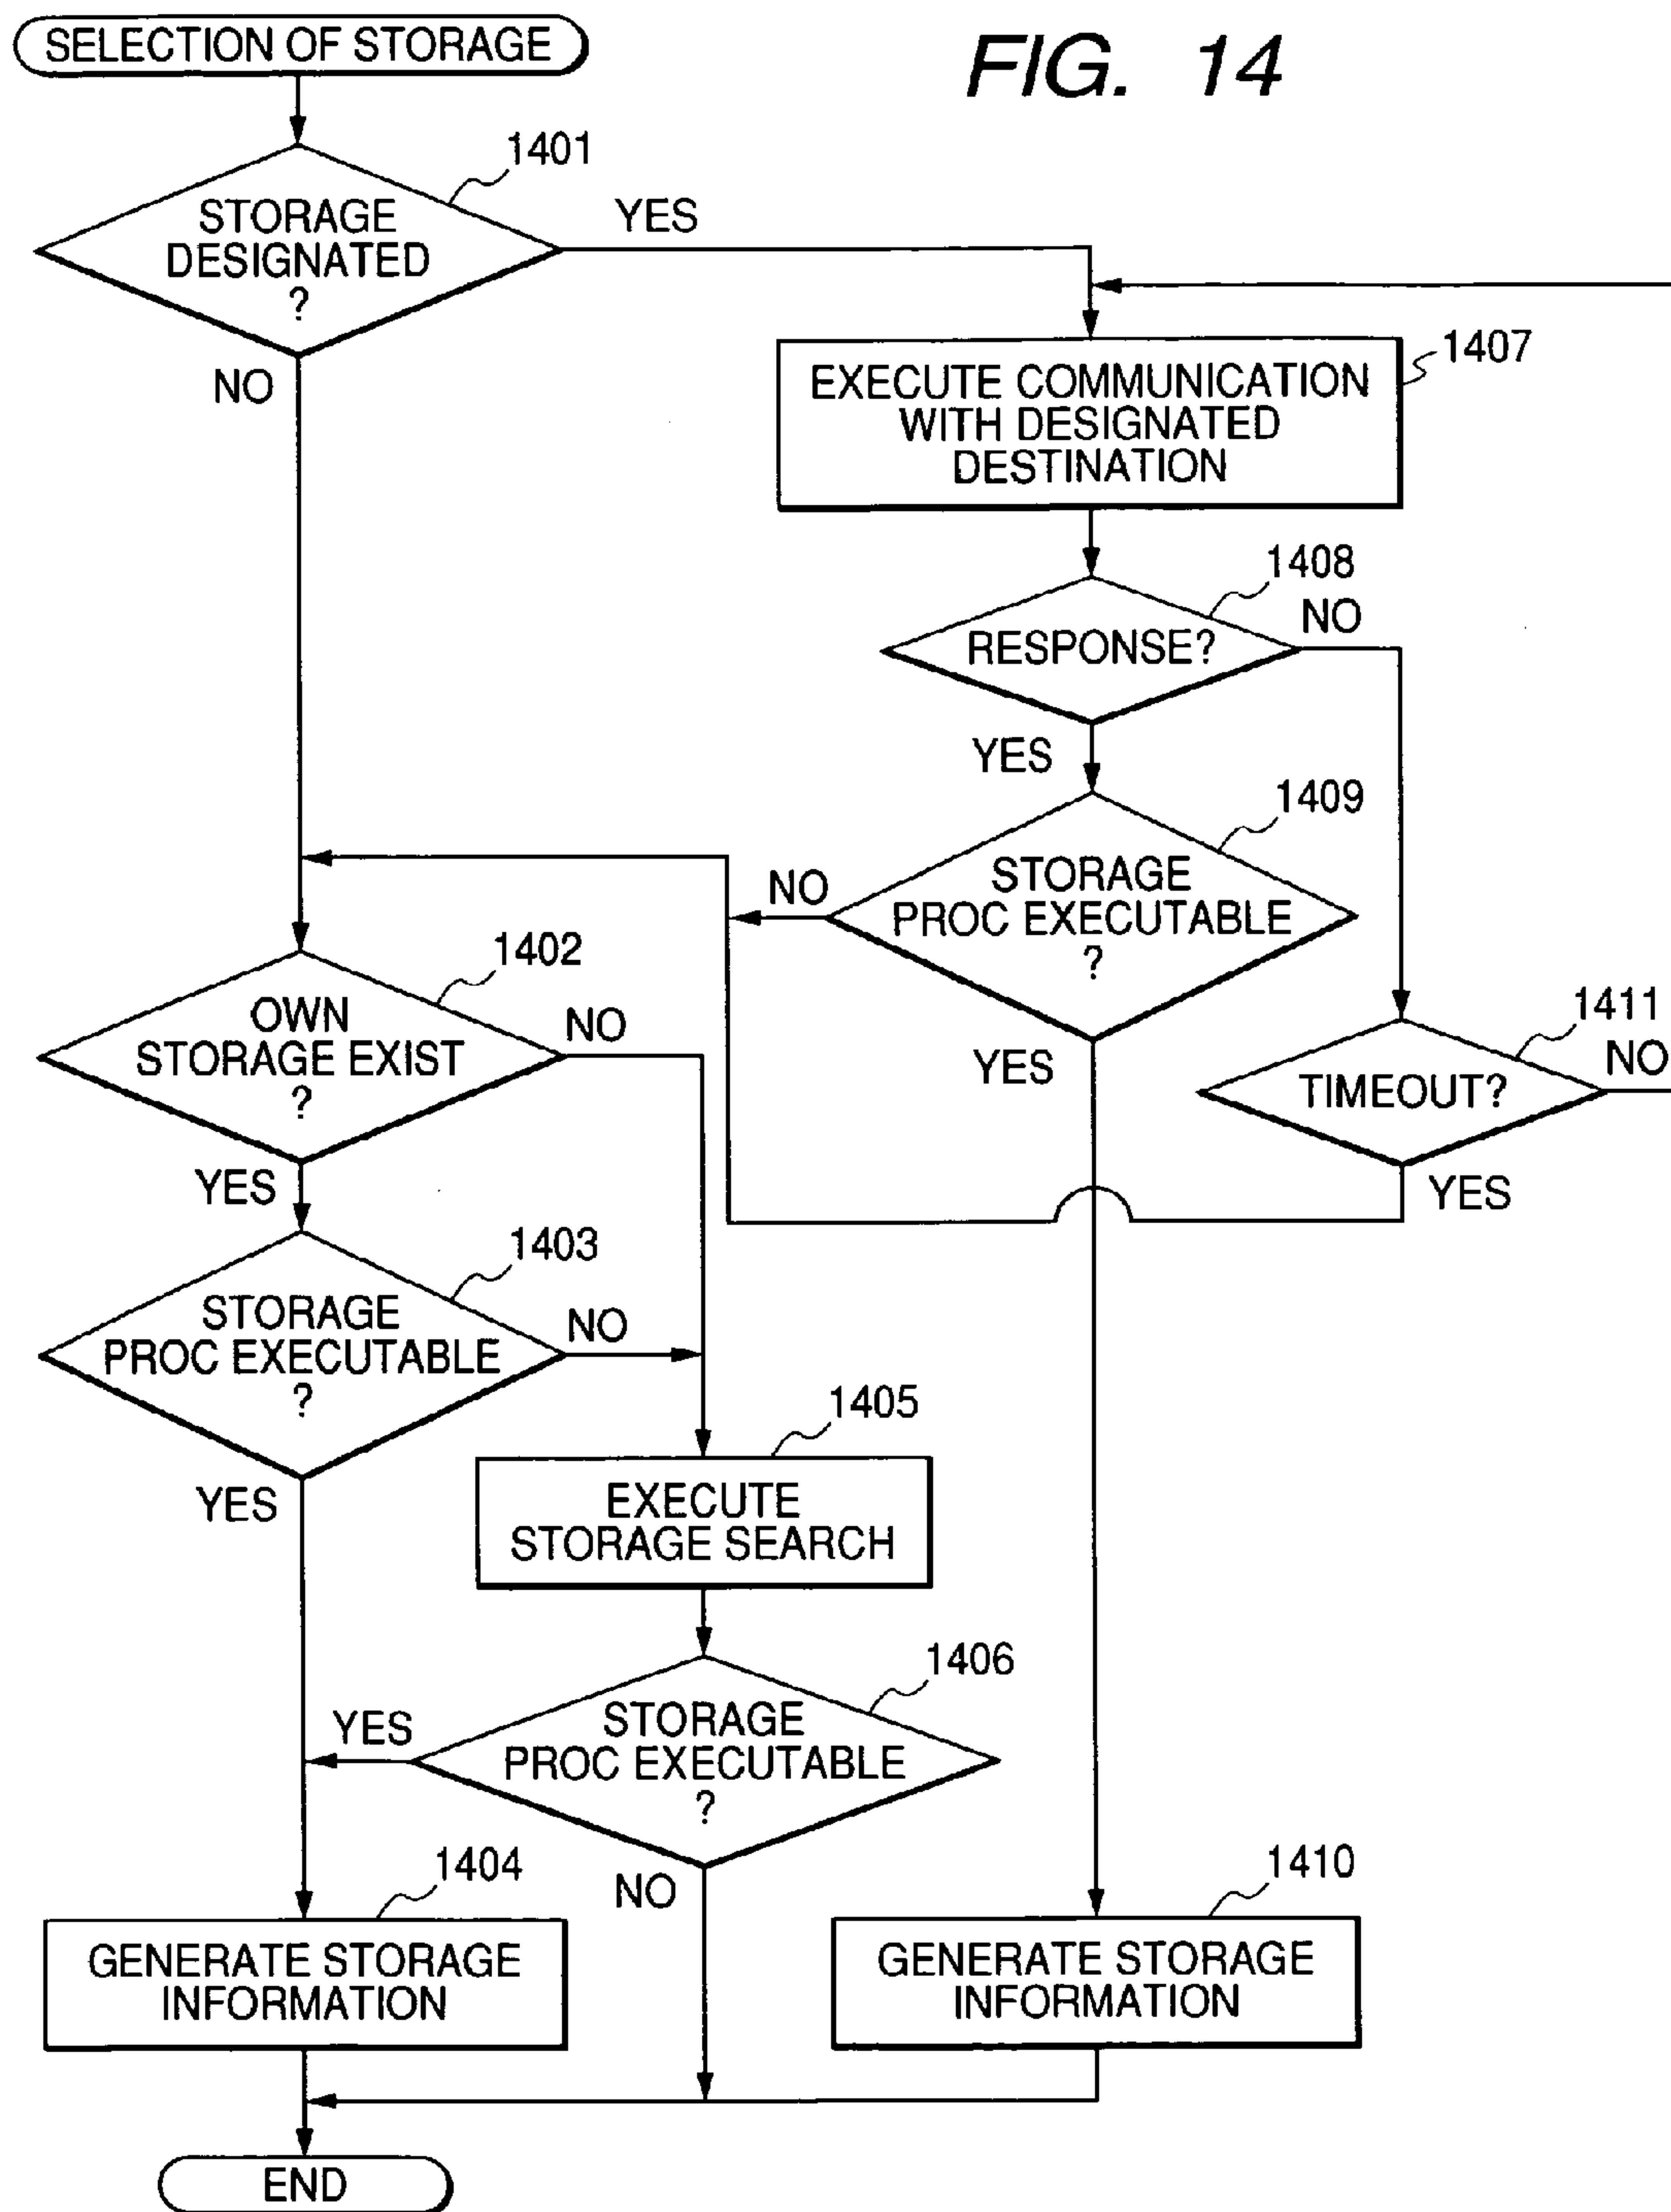 SELECTION OF STORAGE
FIG. 14
1401
STORAGE
DESIGNATED
?
YES
NO
1407
EXECUTE COMMUNICATION
WITH DESIGNATED
DESTINATION
1408
RESPONSE?
NO
YES
1409
STORAGE
PROC EXECUTABLE
?
NO
YES
1411
TIMEOUT?
NO
YES
1402
OWN
STORAGE EXIST
?
NO
YES
1403
STORAGE
PROC EXECUTABLE
?
NO
YES
1405
EXECUTE
STORAGE SEARCH
1406
STORAGE
PROC EXECUTABLE
?
YES
NO
1404
GENERATE STORAGE
INFORMATION
1410
GENERATE STORAGE
INFORMATION
END